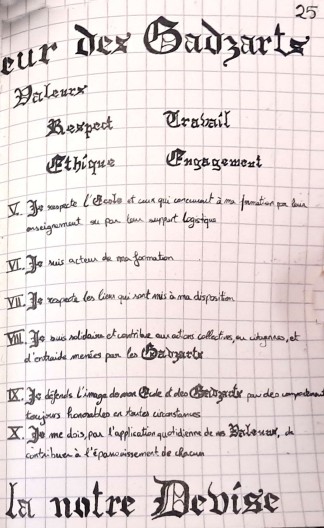 25
eur des Gadzarts
Valeurs
Respect Travail
Ethique Engagement
V. Je respecte l'Ecole et ceux qui concourent à ma formation par leur
enseignement ou par leur support logistique
VI. Je suis acteur de ma formation
VII. Je respecte les lieux qui sont mis à ma disposition
VIII. Je suis solidaire et contribue aux actions collectives, ou citoyennes, et
d'entraide menées par les Gadzarts
IX. Je défends l'image de mon Ecole et des Gadzarts par des comportement
toujours honorables en toutes circonstances
X. Je me dois, par l'application quotidienne de nos Valeurs, de
contribuer à l'épanouissement de chacun
la notre Devise